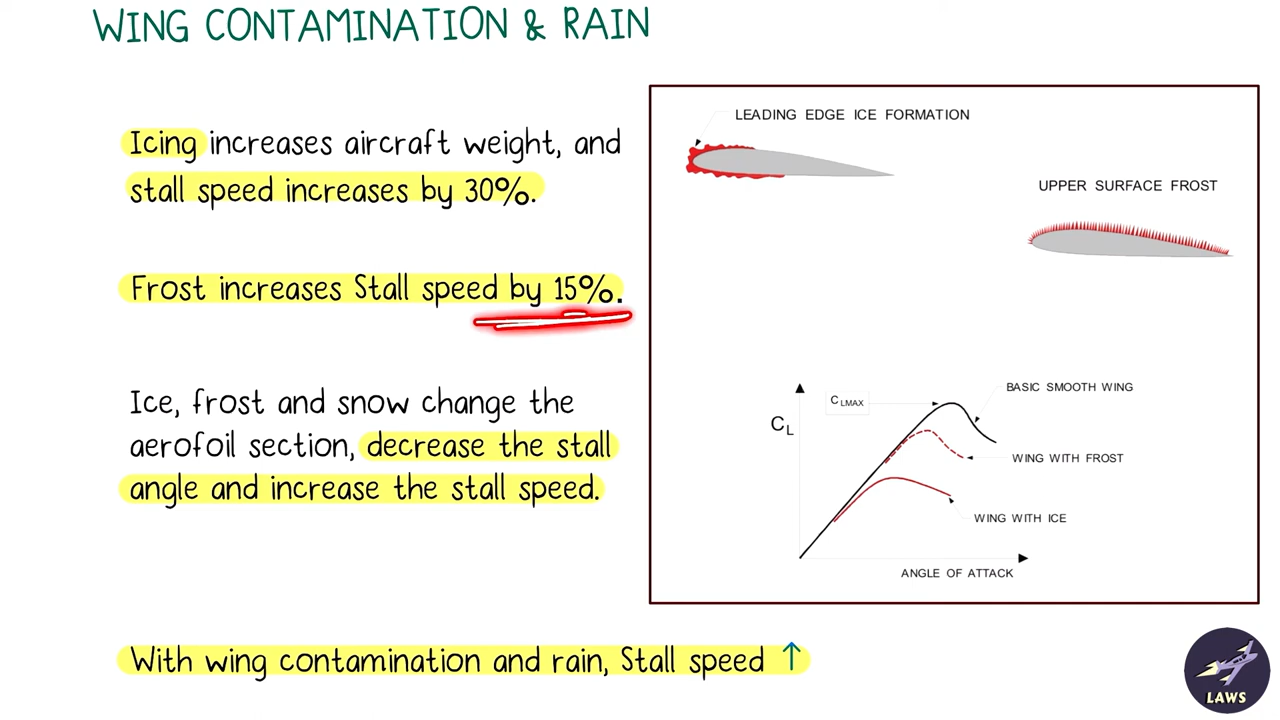 WING CONTAMINATION & RAIN
Icing increases aircraft weight, and
stall speed increases by 30%.
Frost increases Stall speed by 15%.
Ice, frost and snow change the
aerofoil section, decrease the stall
angle and increase the stall speed.
With wing contamination and rain, Stall speed ↑
LEADING EDGE ICE FORMATION
UPPER SURFACE FROST
BASIC SMOOTH WING
C LMAX
CL
WING WITH FROST
WING WITH ICE
ANGLE OF ATTACK
LAWS